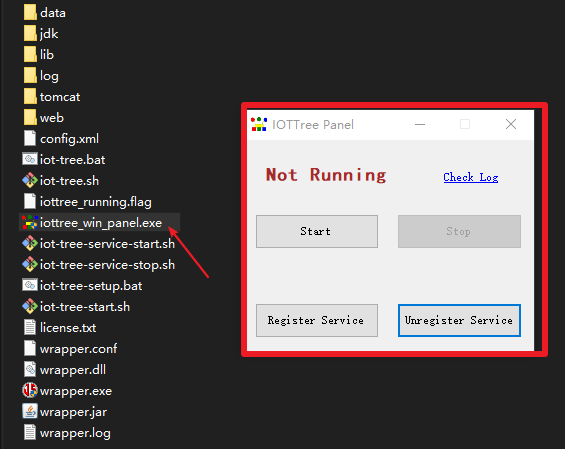 data
jdk
lib
log
tomcat
web
config.xml
iot-tree.bat
iot-tree.sh
iottree_running.flag
iottree_win_panel.exe
iot-tree-service-start.sh
iot-tree-service-stop.sh
iot-tree-setup.bat
iot-tree-start.sh
license.txt
wrapper.conf
wrapper.dll
wrapper.exe
wrapper.jar
wrapper.log
IOTTree Panel
Not Running
Check Log
Start
Stop
Register Service
Unregister Service